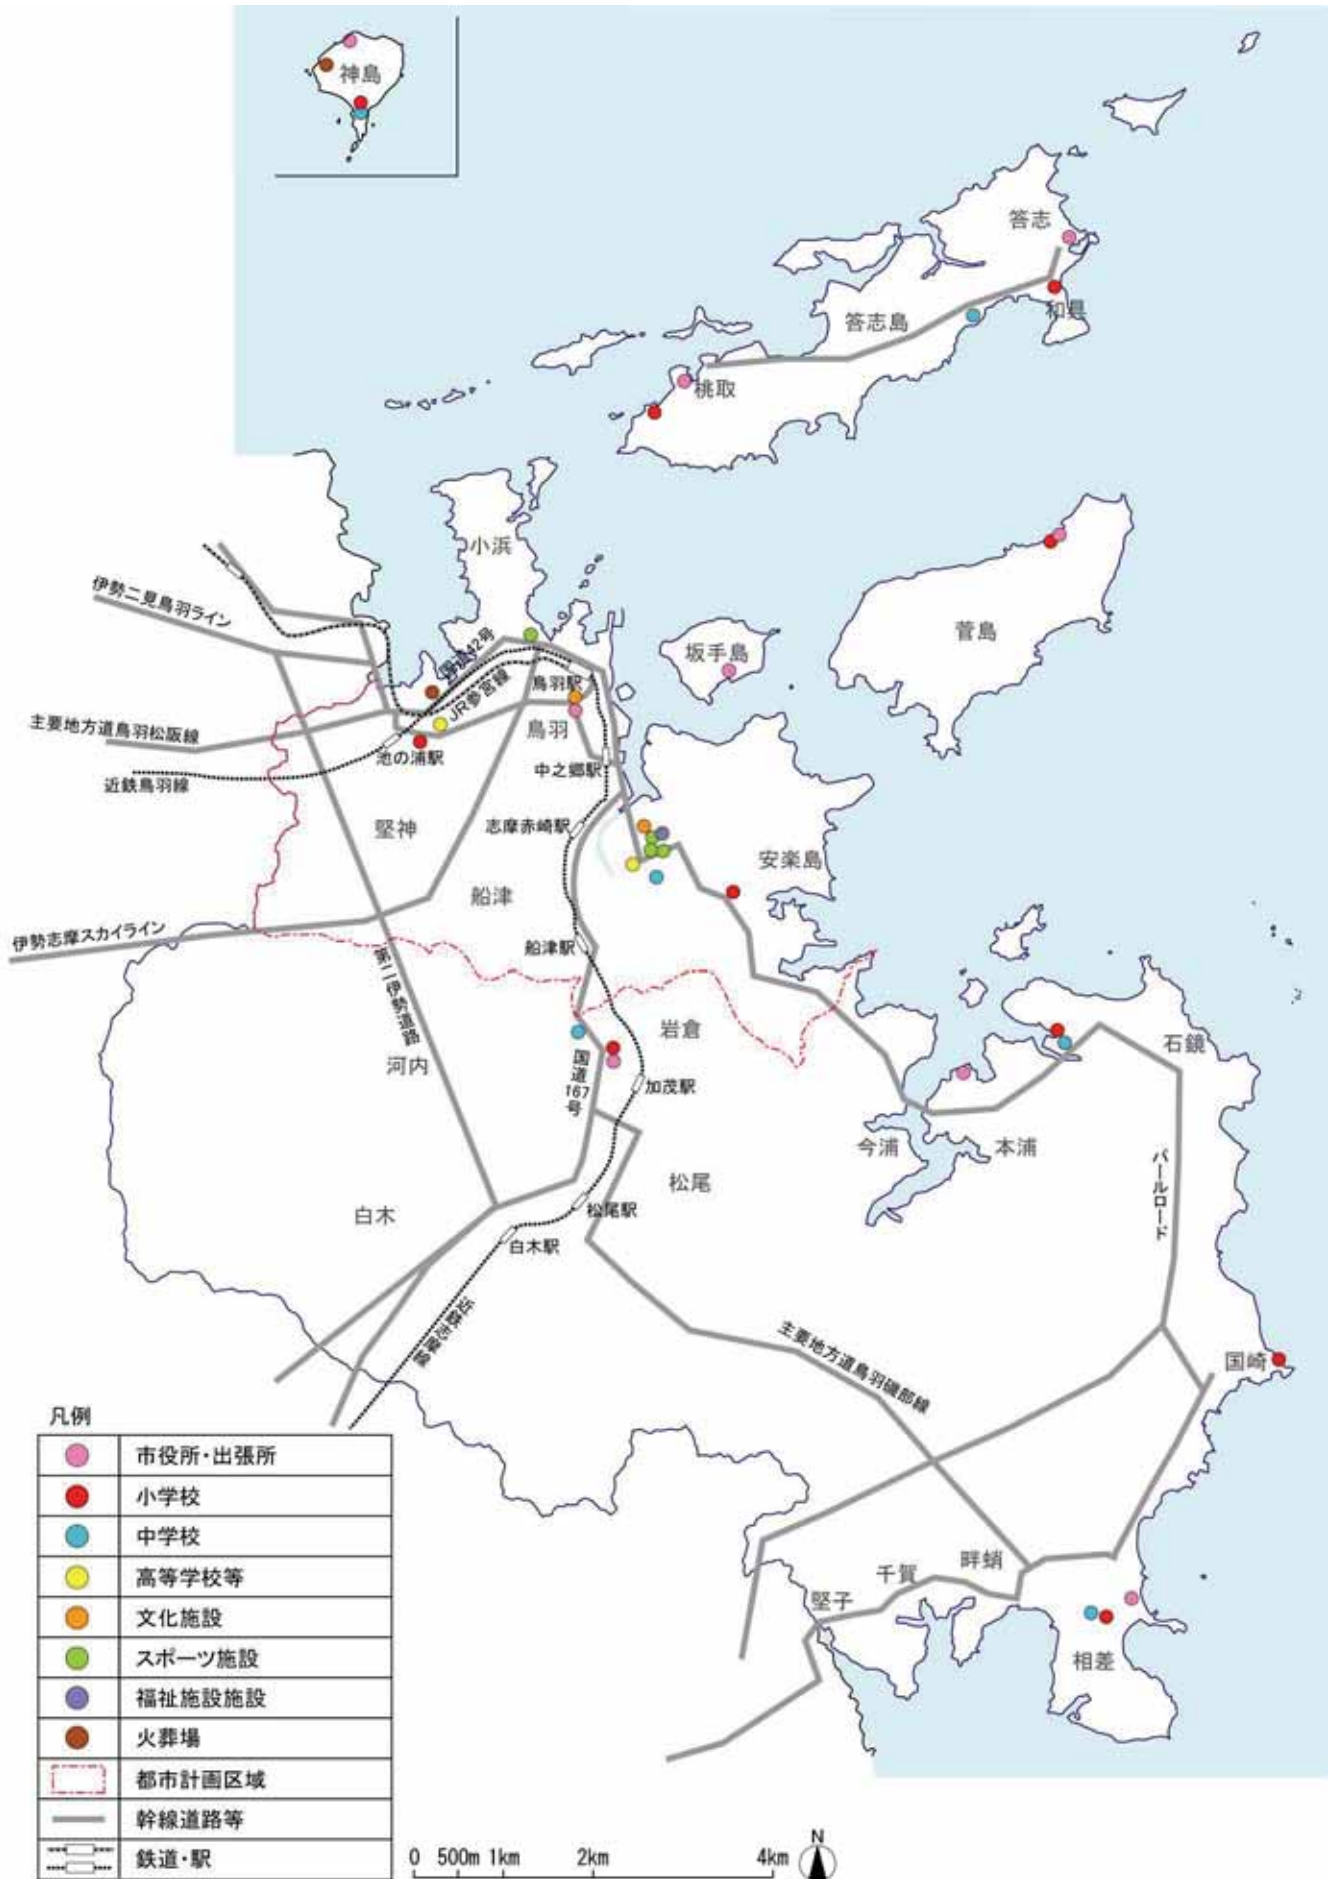 神島
答志
和具
答志島
桃取
小浜
菅島
坂手島
伊勢二見鳥羽ライン
国道42号
JR参宮線
鳥羽駅
主要地方道鳥羽松阪線
鳥羽
池の浦駅
中之郷駅
近鉄鳥羽線
堅神
志摩赤崎駅
安楽島
船津
伊勢志摩スカイライン
船津駅
第二伊勢道路
岩倉
石鏡
河内
国道167号
加茂駅
今浦
本浦
松尾
パールロード
白木
松尾駅
白木駅
近鉄志摩線
主要地方道鳥羽磯部線
国崎
畔蛸
千賀
堅子
相差
凡例
市役所・出張所
小学校
中学校
高等学校等
文化施設
スポーツ施設
福祉施設施設
火葬場
都市計画区域
幹線道路等
鉄道・駅
0 500m 1km 2km 4km
N